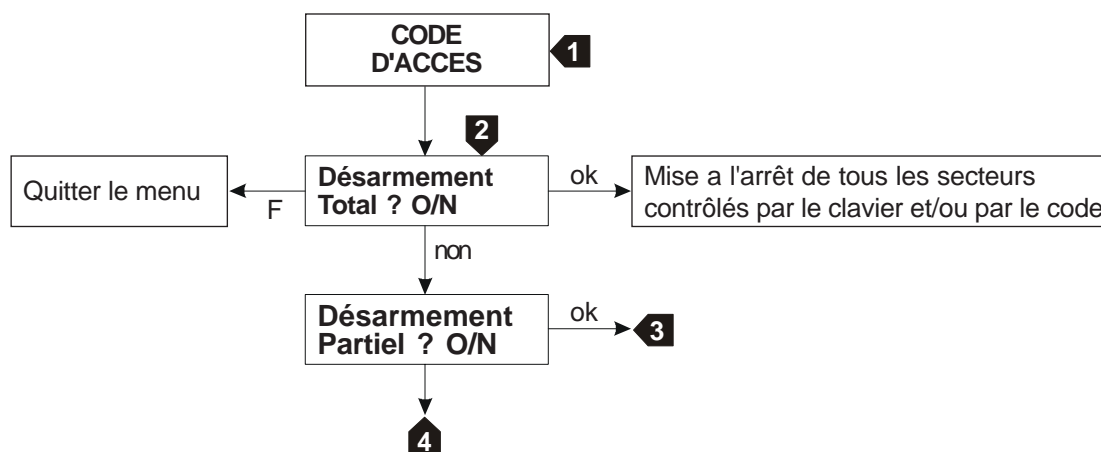 CODE
D'ACCES
1
2
Quitter le menu
F
Désarmement
Total ? O/N
ok
Mise a l'arrêt de tous les secteurs
contrôlés par le clavier et/ou par le code
non
Désarmement
Partiel ? O/N
ok
3
4